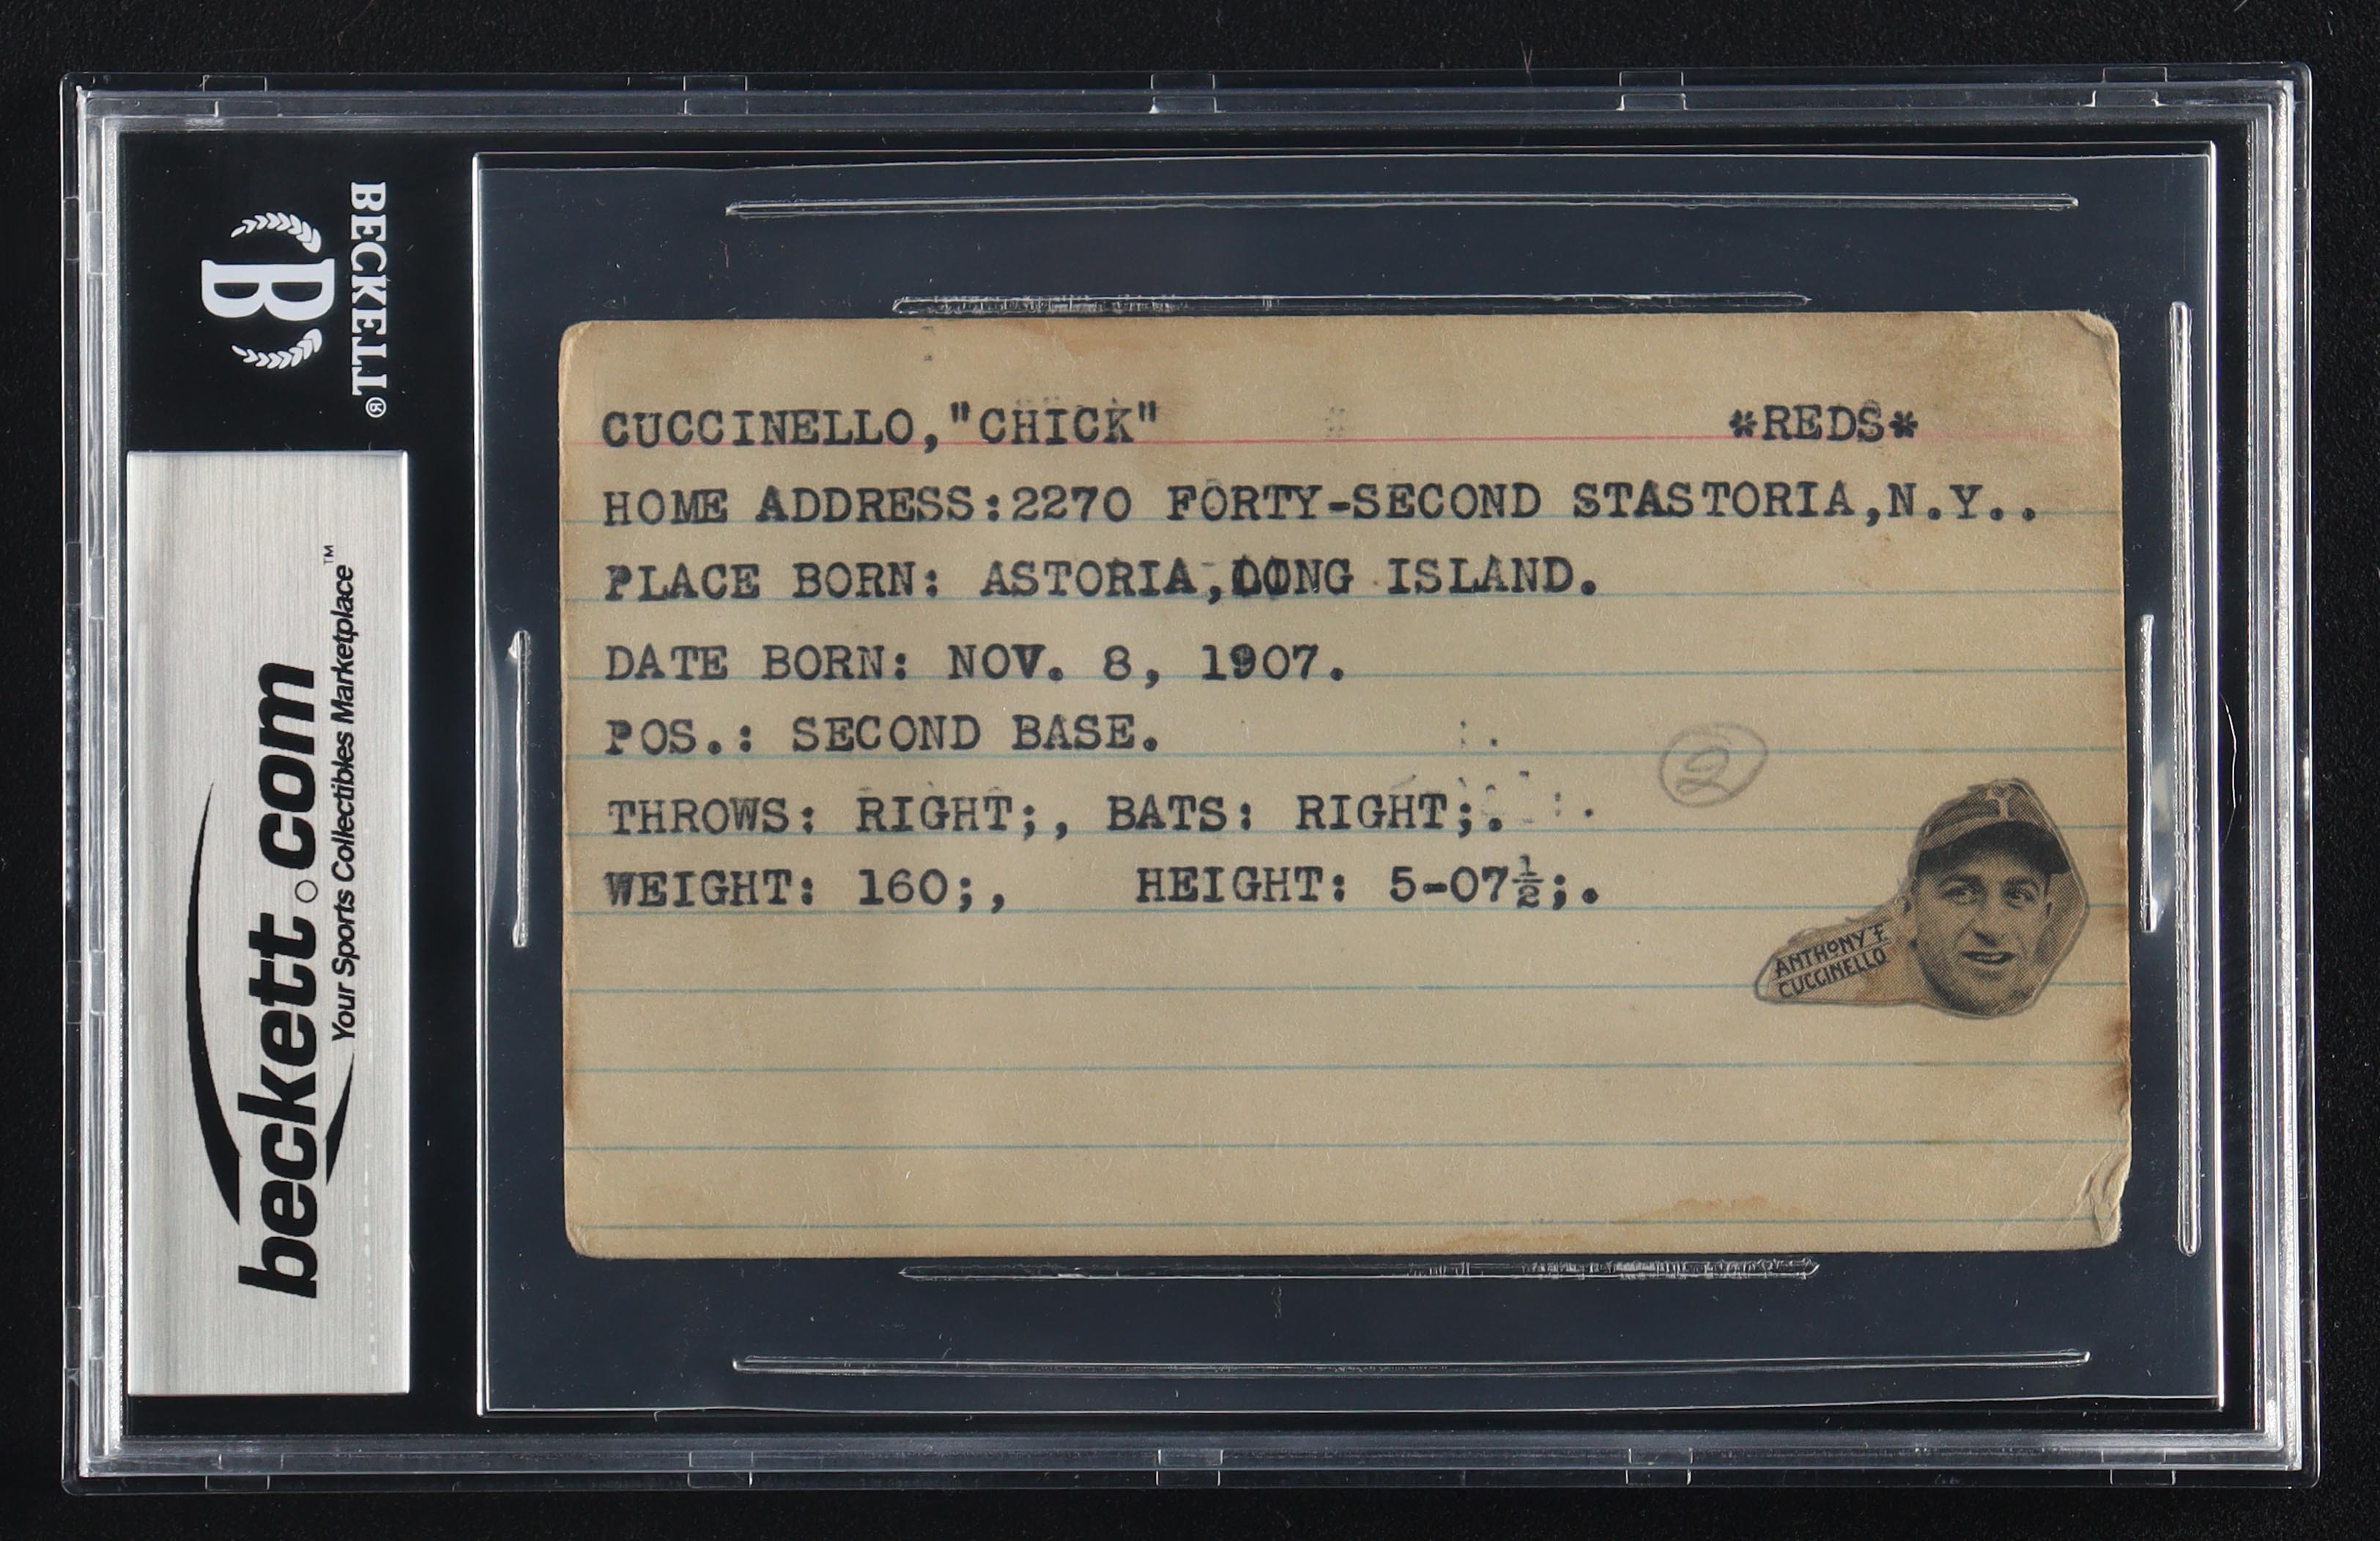 BECKETT®
B
beckett.com
Your Sports Collectibles Marketplace™
CUCCINELLO,"CHICK" *REDS*
HOME ADDRESS:2270 FORTY-SECOND STASTORIA,N.Y..
PLACE BORN: ASTORIA,LONG ISLAND.
DATE BORN: NOV. 8, 1907.
POS.: SECOND BASE.
2
THROWS: RIGHT;, BATS: RIGHT;.
WEIGHT: 160;, HEIGHT: 5-07½;.
ANTHONY F.
CUCCINELLO